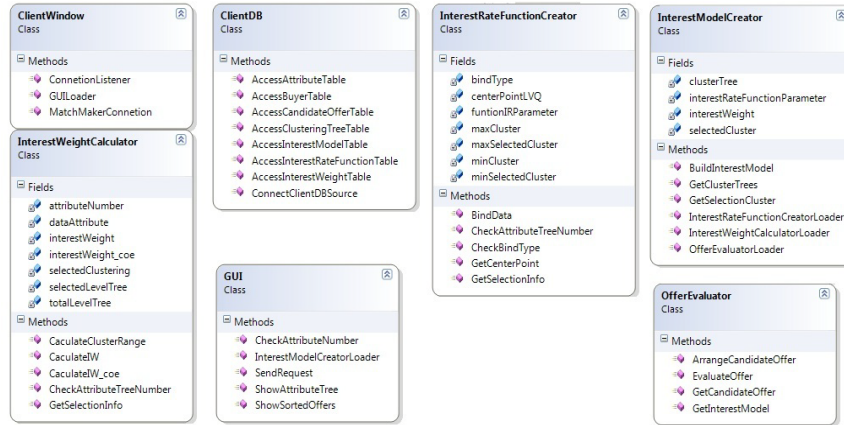 ClientWindow
Class
Methods
ConnetionListener
GUILoader
MatchMakerConnetion
InterestWeightCalculator
Class
Fields
attributeNumber
dataAttribute
interestWeight
interestWeight_coe
selectedClustering
selectedLevelTree
totalLevelTree
Methods
CaculateClusterRange
CaculateIW
CaculateIW_coe
CheckAttributeTreeNumber
GetSelectionInfo
ClientDB
Class
Methods
AccessAttributeTable
AccessBuyerTable
AccessCandidateOfferTable
AccessClusteringTreeTable
AccessInterestModelTable
AccessInterestRateFunctionTable
AccessInterestWeightTable
ConnectClientDBSource
GUI
Class
Methods
CheckAttributeNumber
InterestModelCreatorLoader
SendRequest
ShowAttributeTree
ShowSortedOffers
InterestRateFunctionCreator
Class
Fields
bindType
centerPointLVQ
funtionIRParameter
maxCluster
maxSelectedCluster
minCluster
minSelectedCluster
Methods
BindData
CheckAttributeTreeNumber
CheckBindType
GetCenterPoint
GetSelectionInfo
InterestModelCreator
Class
Fields
clusterTree
interestRateFunctionParameter
interestWeight
selectedCluster
Methods
BuildInterestModel
GetClusterTrees
GetSelectionCluster
InterestRateFunctionCreatorLoader
InterestWeightCalculatorLoader
OfferEvaluatorLoader
OfferEvaluator
Class
Methods
ArrangeCandidateOffer
EvaluateOffer
GetCandidateOffer
GetInterestModel